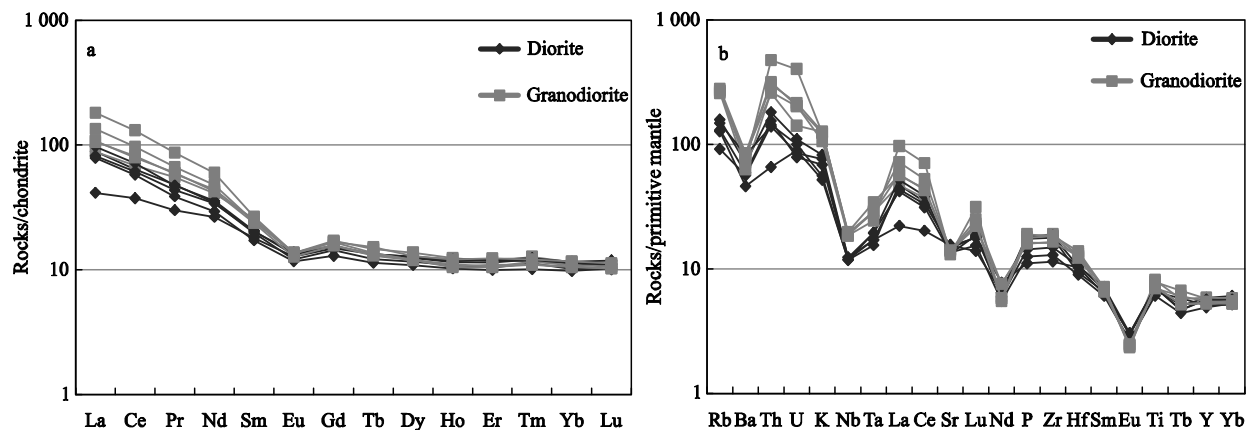 1 000
100
10
1
Rocks/chondrite
a
Diorite
Granodiorite
La Ce Pr Nd Sm Eu Gd Tb Dy Ho Er Tm Yb Lu
1 000
100
10
1
Rocks/primitive mantle
b
Diorite
Granodiorite
Rb Ba Th U K Nb Ta La Ce Sr Lu Nd P Zr Hf Sm Eu Ti Tb Y Yb